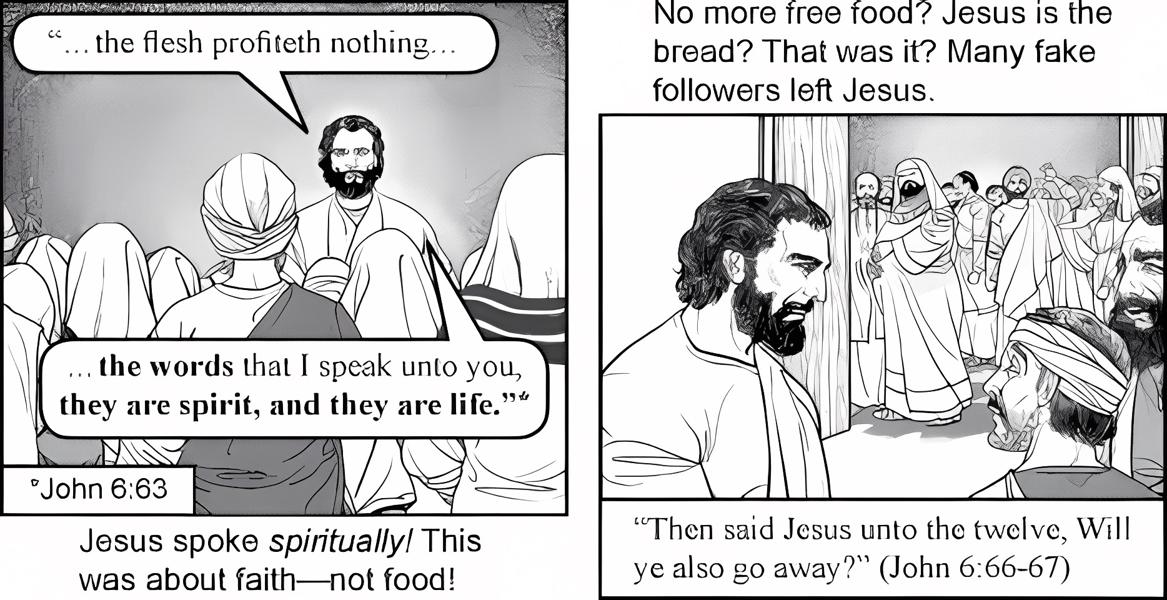 “... the flesh profiteth nothing...
... the words that I speak unto you,
they are spirit, and they are life.”*
*John 6:63
Jesus spoke spiritually! This
was about faith—not food!
No more free food? Jesus is the
bread? That was it? Many fake
followers left Jesus.
“Then said Jesus unto the twelve, Will
ye also go away?” (John 6:66-67)